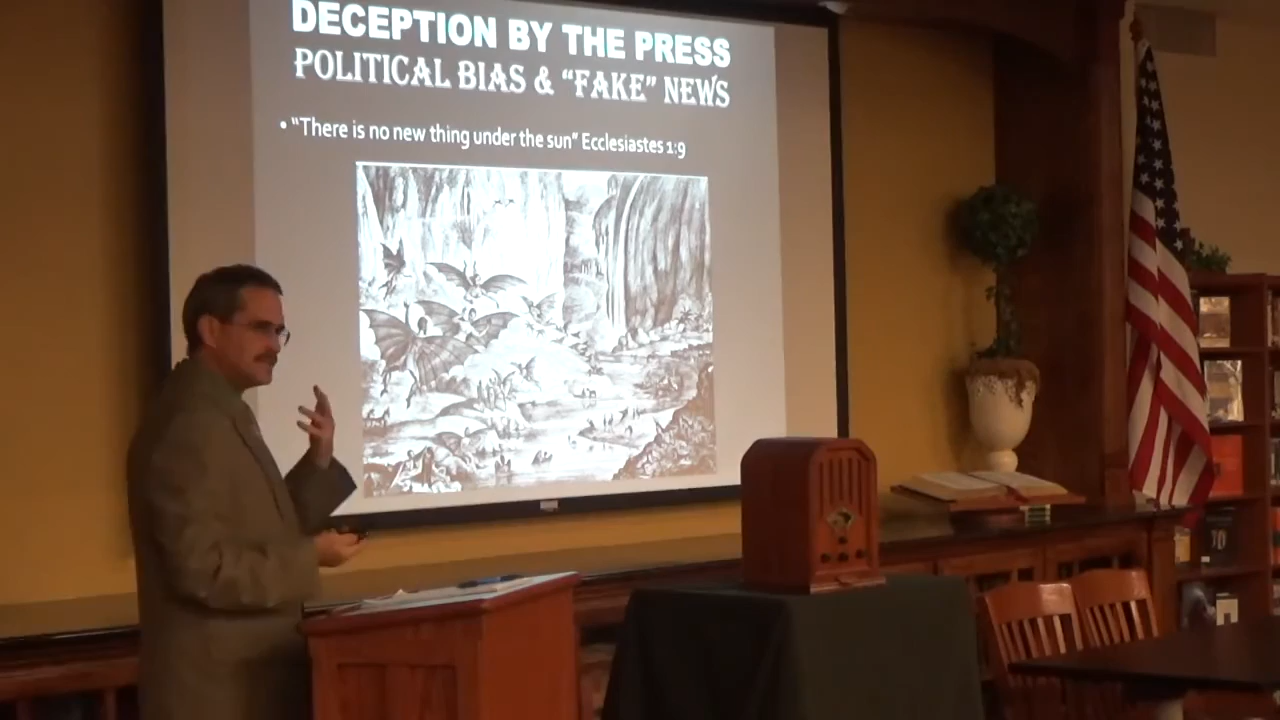 DECEPTION BY THE PRESS
POLITICAL BIAS & "FAKE" NEWS
• "There is no new thing under the sun" Ecclesiastes 1:9